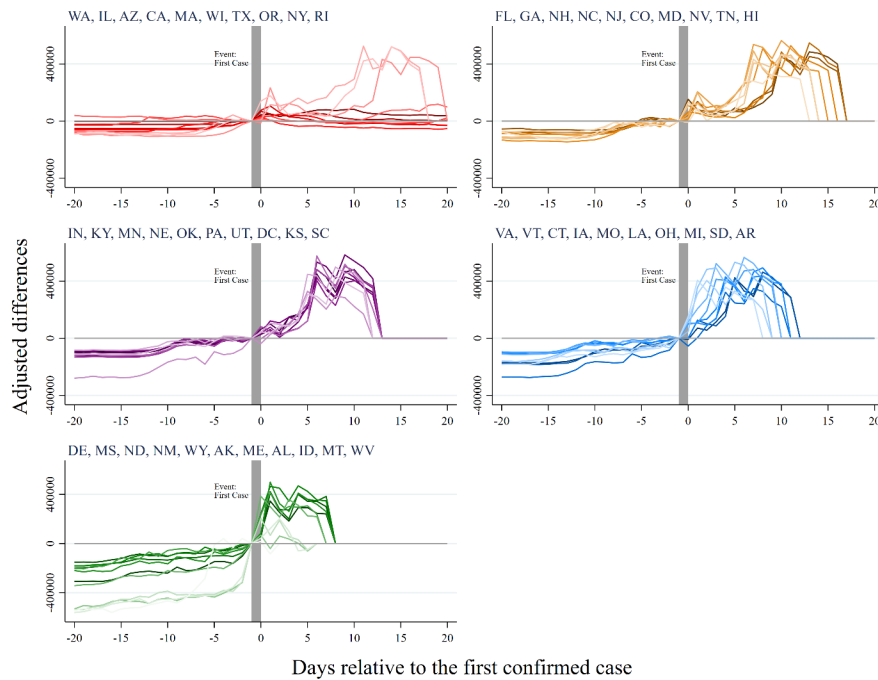 WA, IL, AZ, CA, MA, WI, TX, OR, NY, RI
400000
0
-400000
Event:
First Case
-20 -15 -10 -5 0 5 10 15 20
FL, GA, NH, NC, NJ, CO, MD, NV, TN, HI
400000
0
-400000
Event:
First Case
-20 -15 -10 -5 0 5 10 15 20
IN, KY, MN, NE, OK, PA, UT, DC, KS, SC
400000
0
-400000
Event:
First Case
-20 -15 -10 -5 0 5 10 15 20
VA, VT, CT, IA, MO, LA, OH, MI, SD, AR
400000
0
-400000
Event:
First Case
-20 -15 -10 -5 0 5 10 15 20
DE, MS, ND, NM, WY, AK, ME, AL, ID, MT, WV
400000
0
-400000
Event:
First Case
-20 -15 -10 -5 0 5 10 15 20
Adjusted differences
Days relative to the first confirmed case